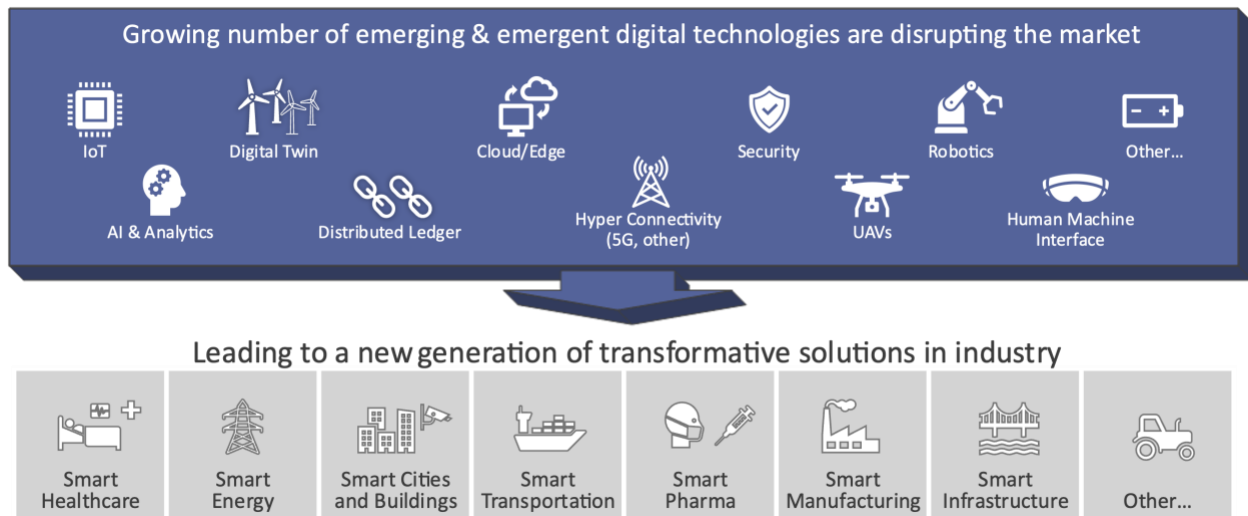 Growing number of emerging & emergent digital technologies are disrupting the market
IoT
Digital Twin
Cloud/Edge
Security
Robotics
Other...
AI & Analytics
Distributed Ledger
Hyper Connectivity
(5G, other)
UAVs
Human Machine
Interface
Leading to a new generation of transformative solutions in industry
Smart
Healthcare
Smart
Energy
Smart Cities
and Buildings
Smart
Transportation
Smart
Pharma
Smart
Manufacturing
Smart
Infrastructure
Other...